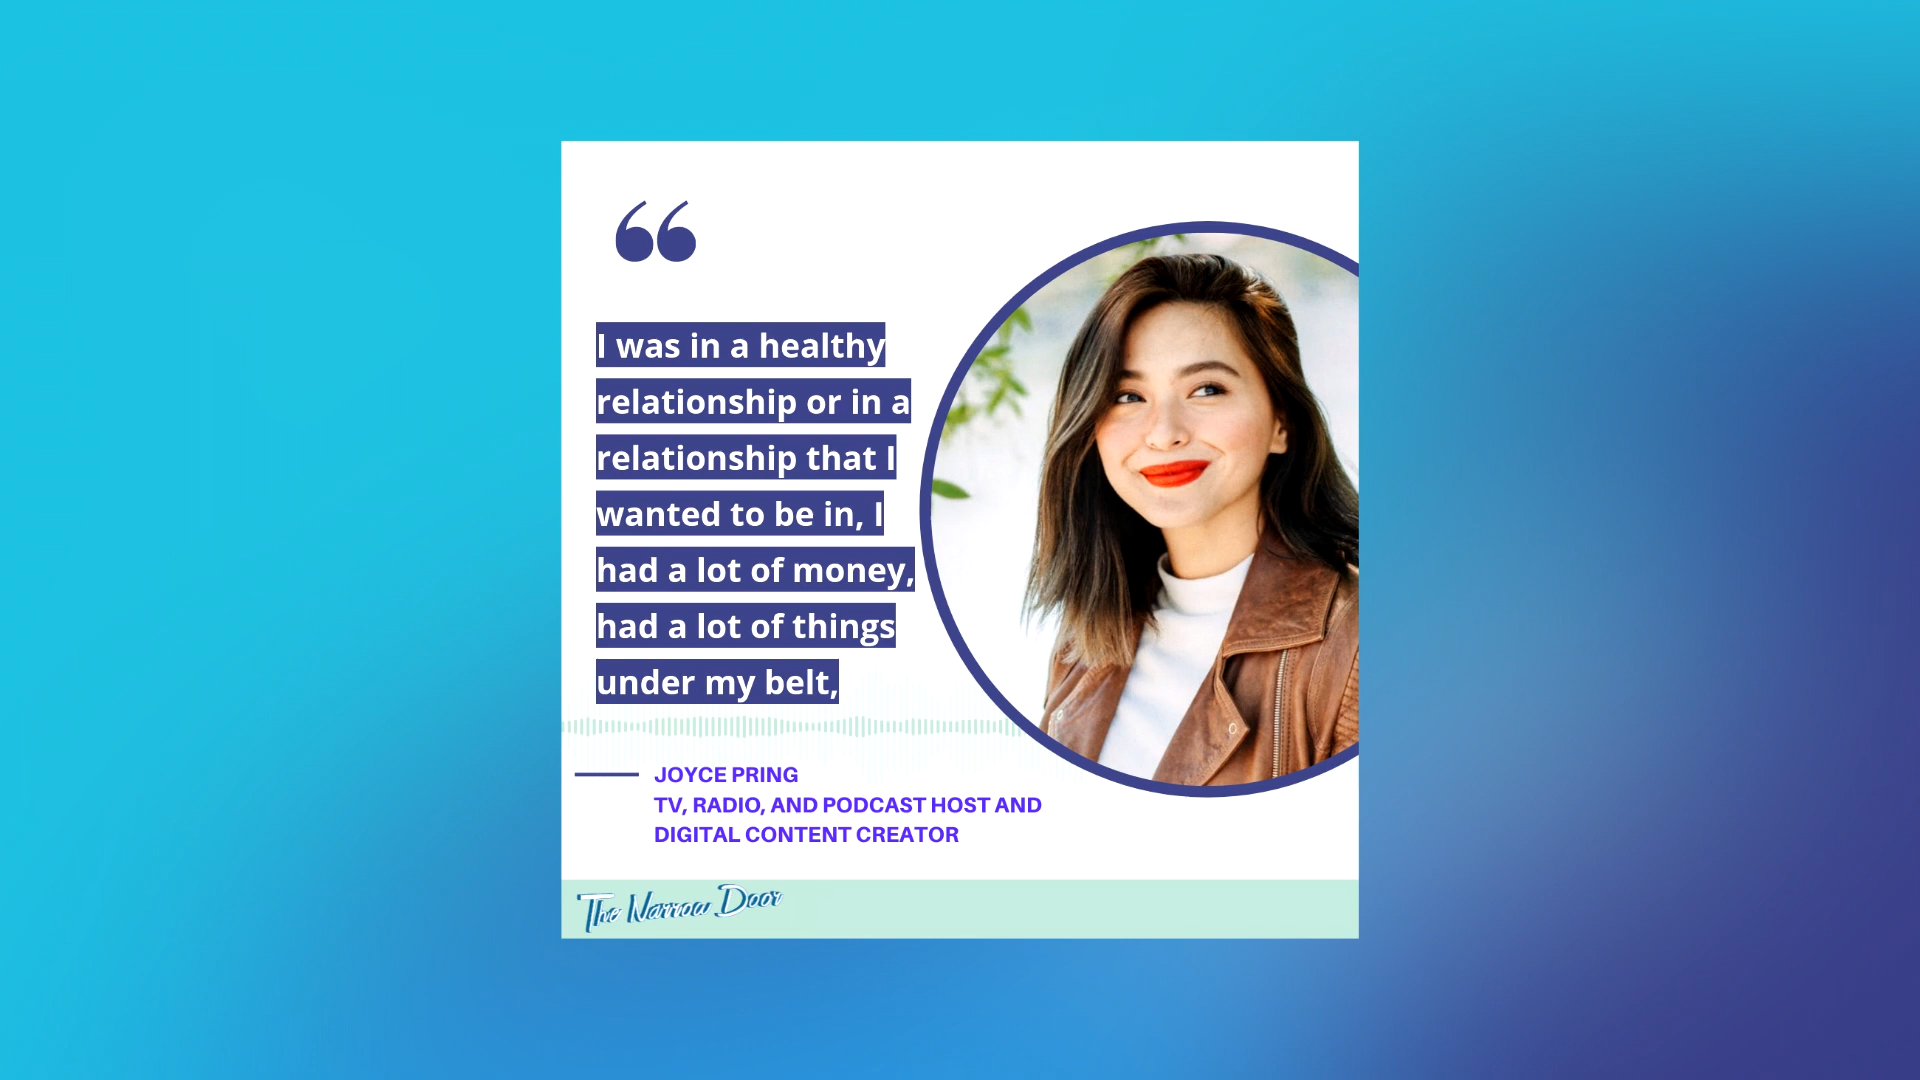 “
I was in a healthy
relationship or in a
relationship that I
wanted to be in, I
had a lot of money,
had a lot of things
under my belt,
JOYCE PRING
TV, RADIO, AND PODCAST HOST AND
DIGITAL CONTENT CREATOR
The Narrow Door